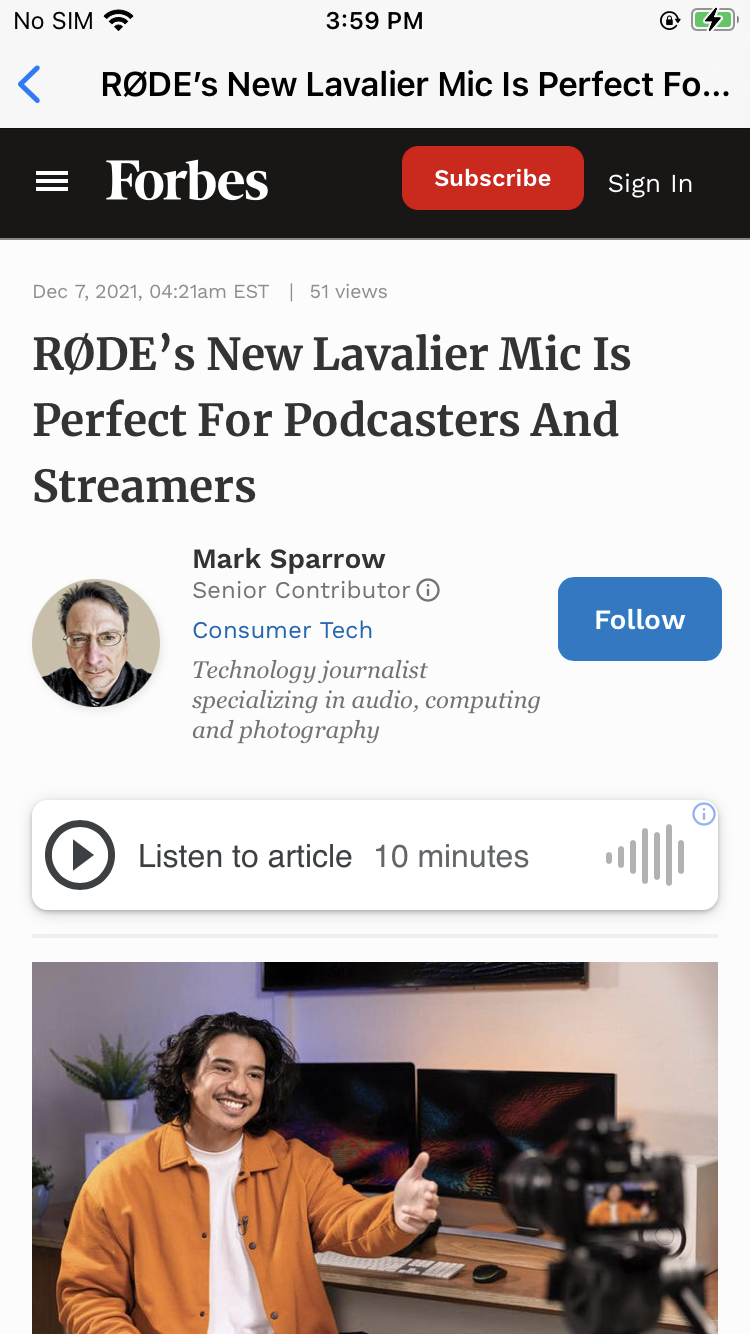 No SIM 3:59 PM
RØDE’s New Lavalier Mic Is Perfect Fo...
Forbes Subscribe Sign In
Dec 7, 2021, 04:21am EST | 51 views
RØDE’s New Lavalier Mic Is
Perfect For Podcasters And
Streamers
Mark Sparrow
Senior Contributor
Consumer Tech
Technology journalist
specializing in audio, computing
and photography
Follow
Listen to article 10 minutes